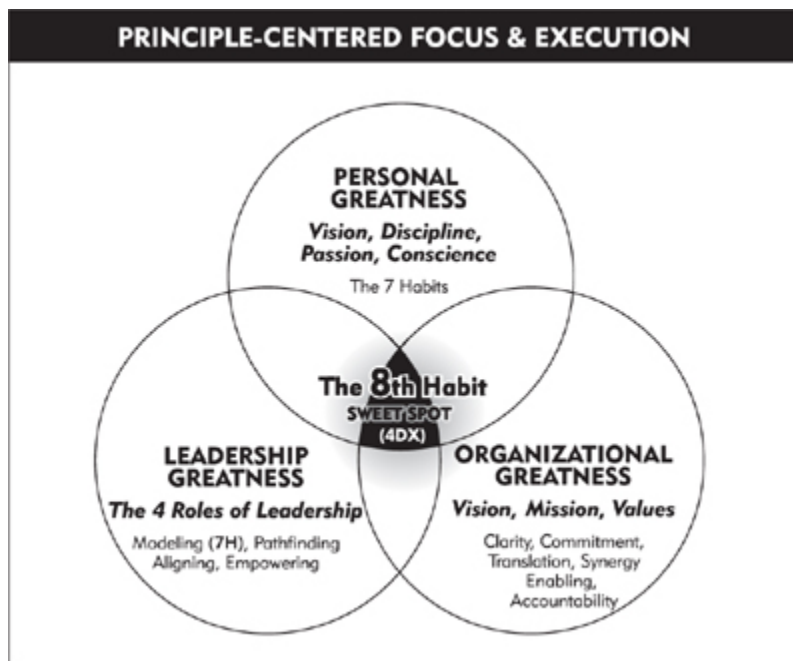 PRINCIPLE-CENTERED FOCUS & EXECUTION
PERSONAL
GREATNESS
Vision, Discipline,
Passion, Conscience
The 7 Habits
The 8th Habit
SWEET SPOT
(4DX)
LEADERSHIP
GREATNESS
The 4 Roles of Leadership
Modeling (7H), Pathfinding
Aligning, Empowering
ORGANIZATIONAL
GREATNESS
Vision, Mission, Values
Clarity, Commitment,
Translation, Synergy
Enabling,
Accountability